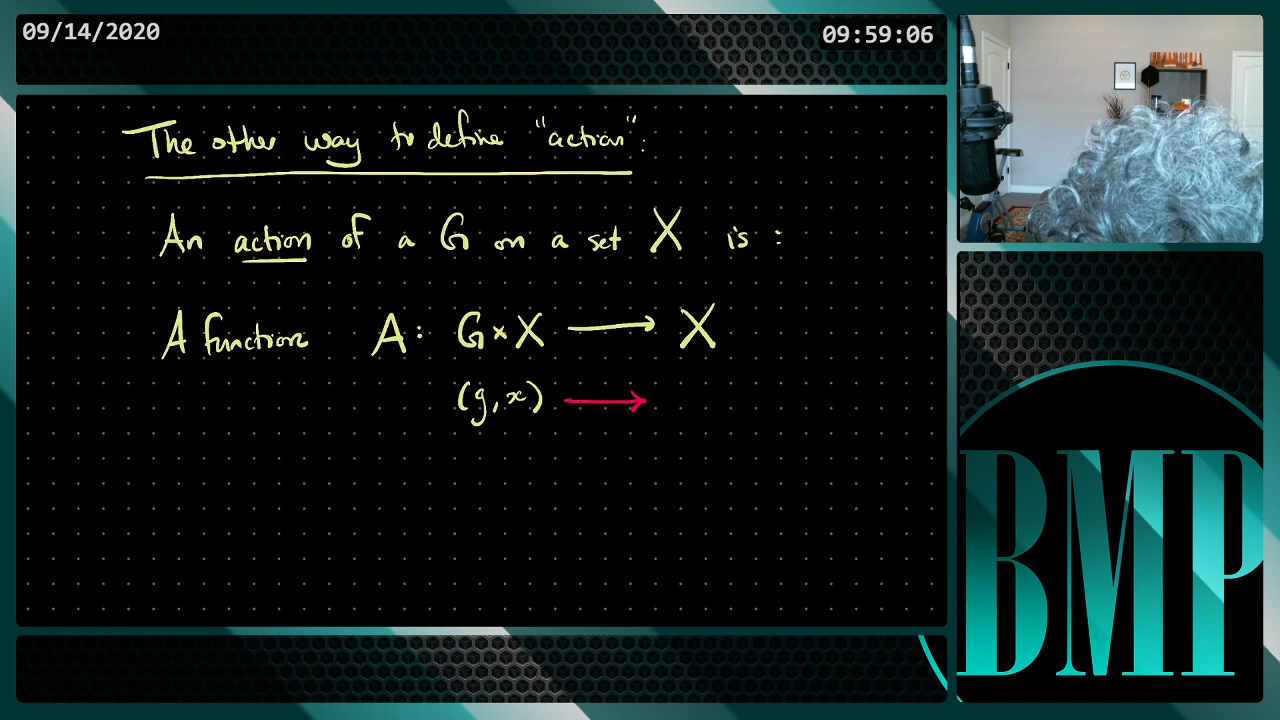 09/14/2020
09:59:06
The other way to define "action":
An action of a G on a set X is :
A function A: G×X ⟶ X
(g,x) ⟶
BMP